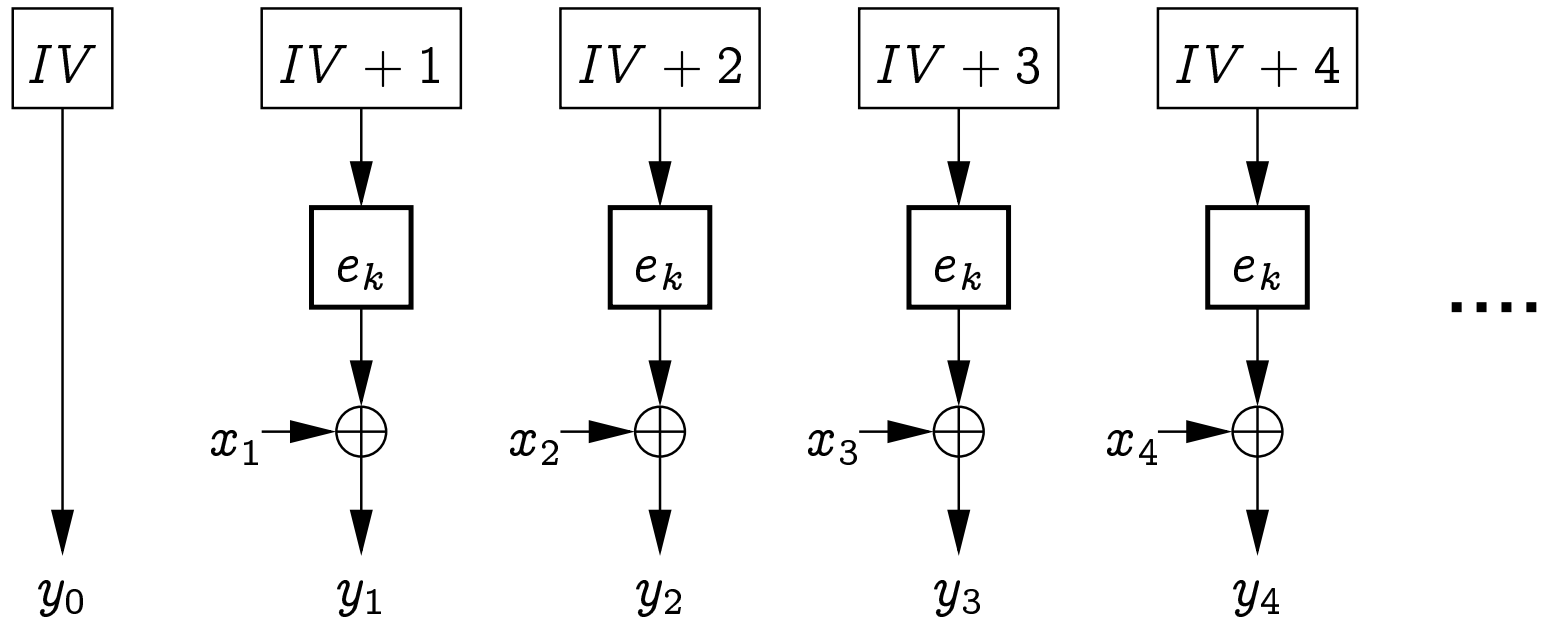 IV IV + 1 IV + 2 IV + 3 IV + 4
e_k e_k e_k e_k
....
x_1 x_2 x_3 x_4
y_0 y_1 y_2 y_3 y_4